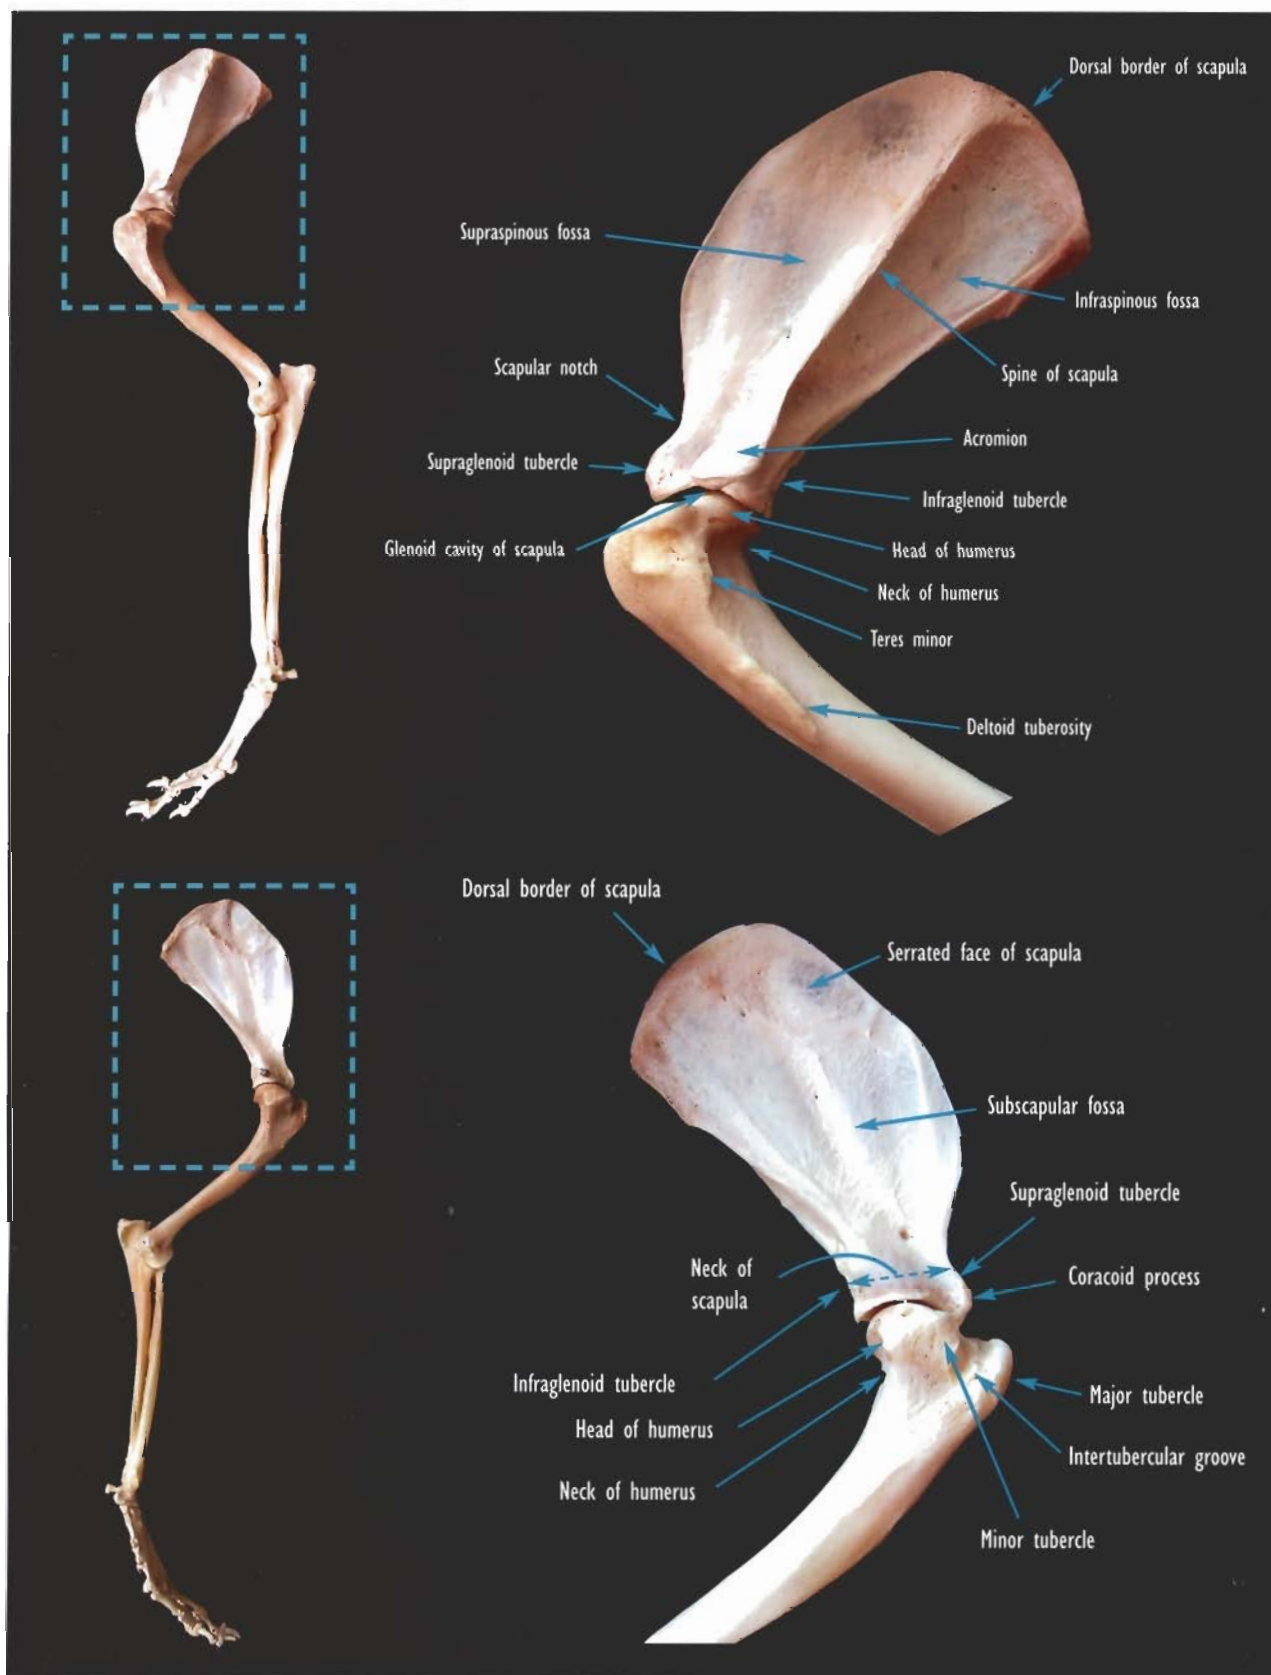 Dorsal border of scapula
Supraspinous fossa
Infraspinous fossa
Scapular notch
Spine of scapula
Acromion
Supraglenoid tubercle
Infraglenoid tubercle
Glenoid cavity of scapula
Head of humerus
Neck of humerus
Teres minor
Deltoid tuberosity
Dorsal border of scapula
Serrated face of scapula
Subscapular fossa
Supraglenoid tubercle
Neck of
scapula
Coracoid process
Infraglenoid tubercle
Major tubercle
Head of humerus
Intertubercular groove
Neck of humerus
Minor tubercle